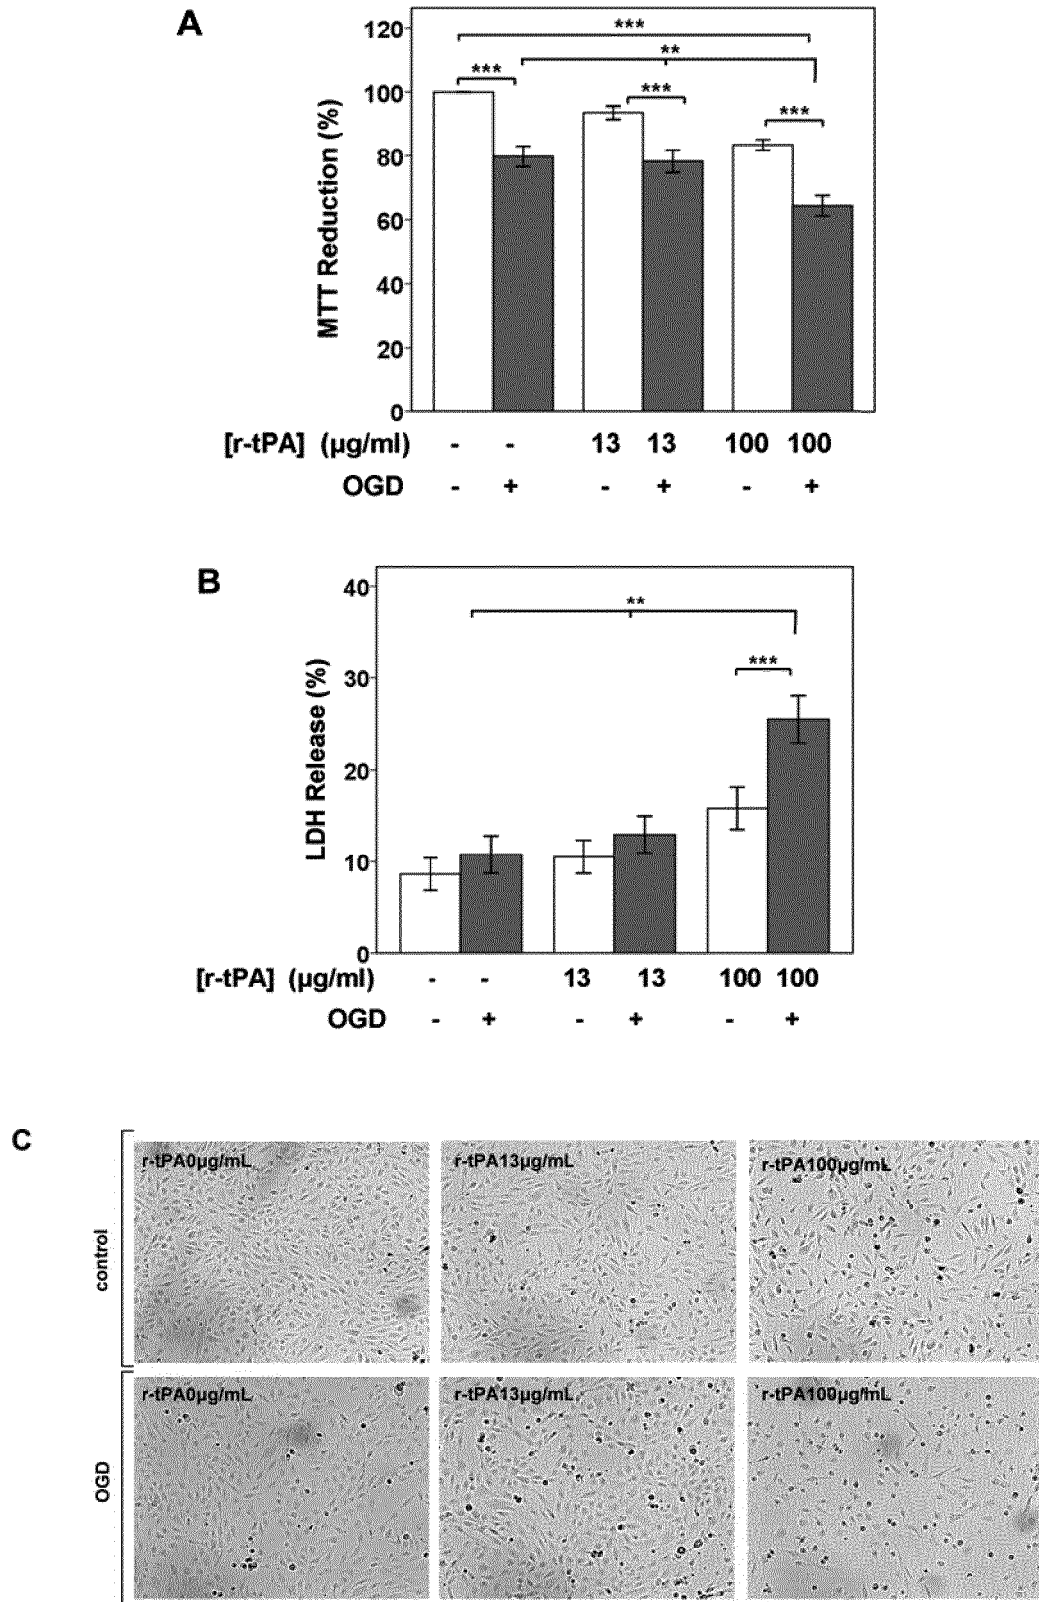 A
120
***
**
***
***
***
100
80
60
40
20
0
MTT Reduction (%)
[r-tPA] (µg/ml) - - 13 13 100 100
OGD - + - + - +
B
40
**
***
30
20
10
0
LDH Release (%)
[r-tPA] (µg/ml) - - 13 13 100 100
OGD - + - + - +
C
control
r-tPA0µg/mL r-tPA13µg/mL r-tPA100µg/mL
OGD
r-tPA0µg/mL r-tPA13µg/mL r-tPA100µg/mL